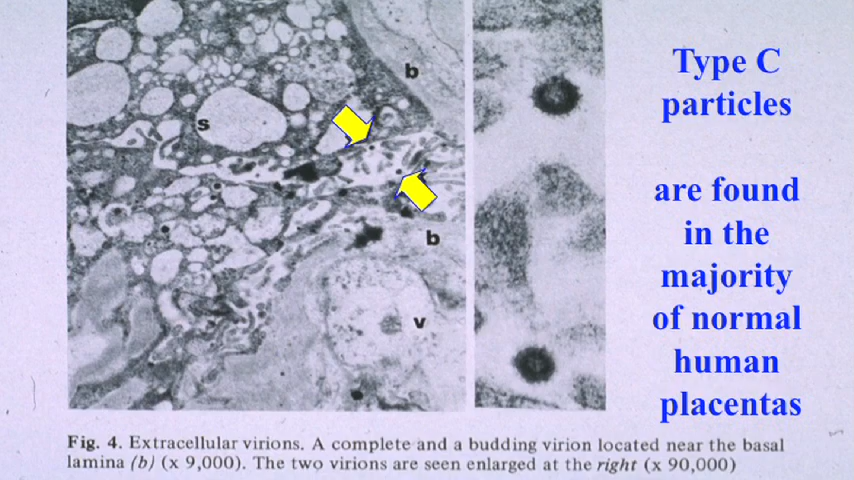 Type C
particles
are found
in the
majority
of normal
human
placentas
b
s
b
v
Fig. 4. Extracellular virions. A complete and a budding virion located near the basal
lamina (b) (x 9,000). The two virions are seen enlarged at the right (x 90,000)